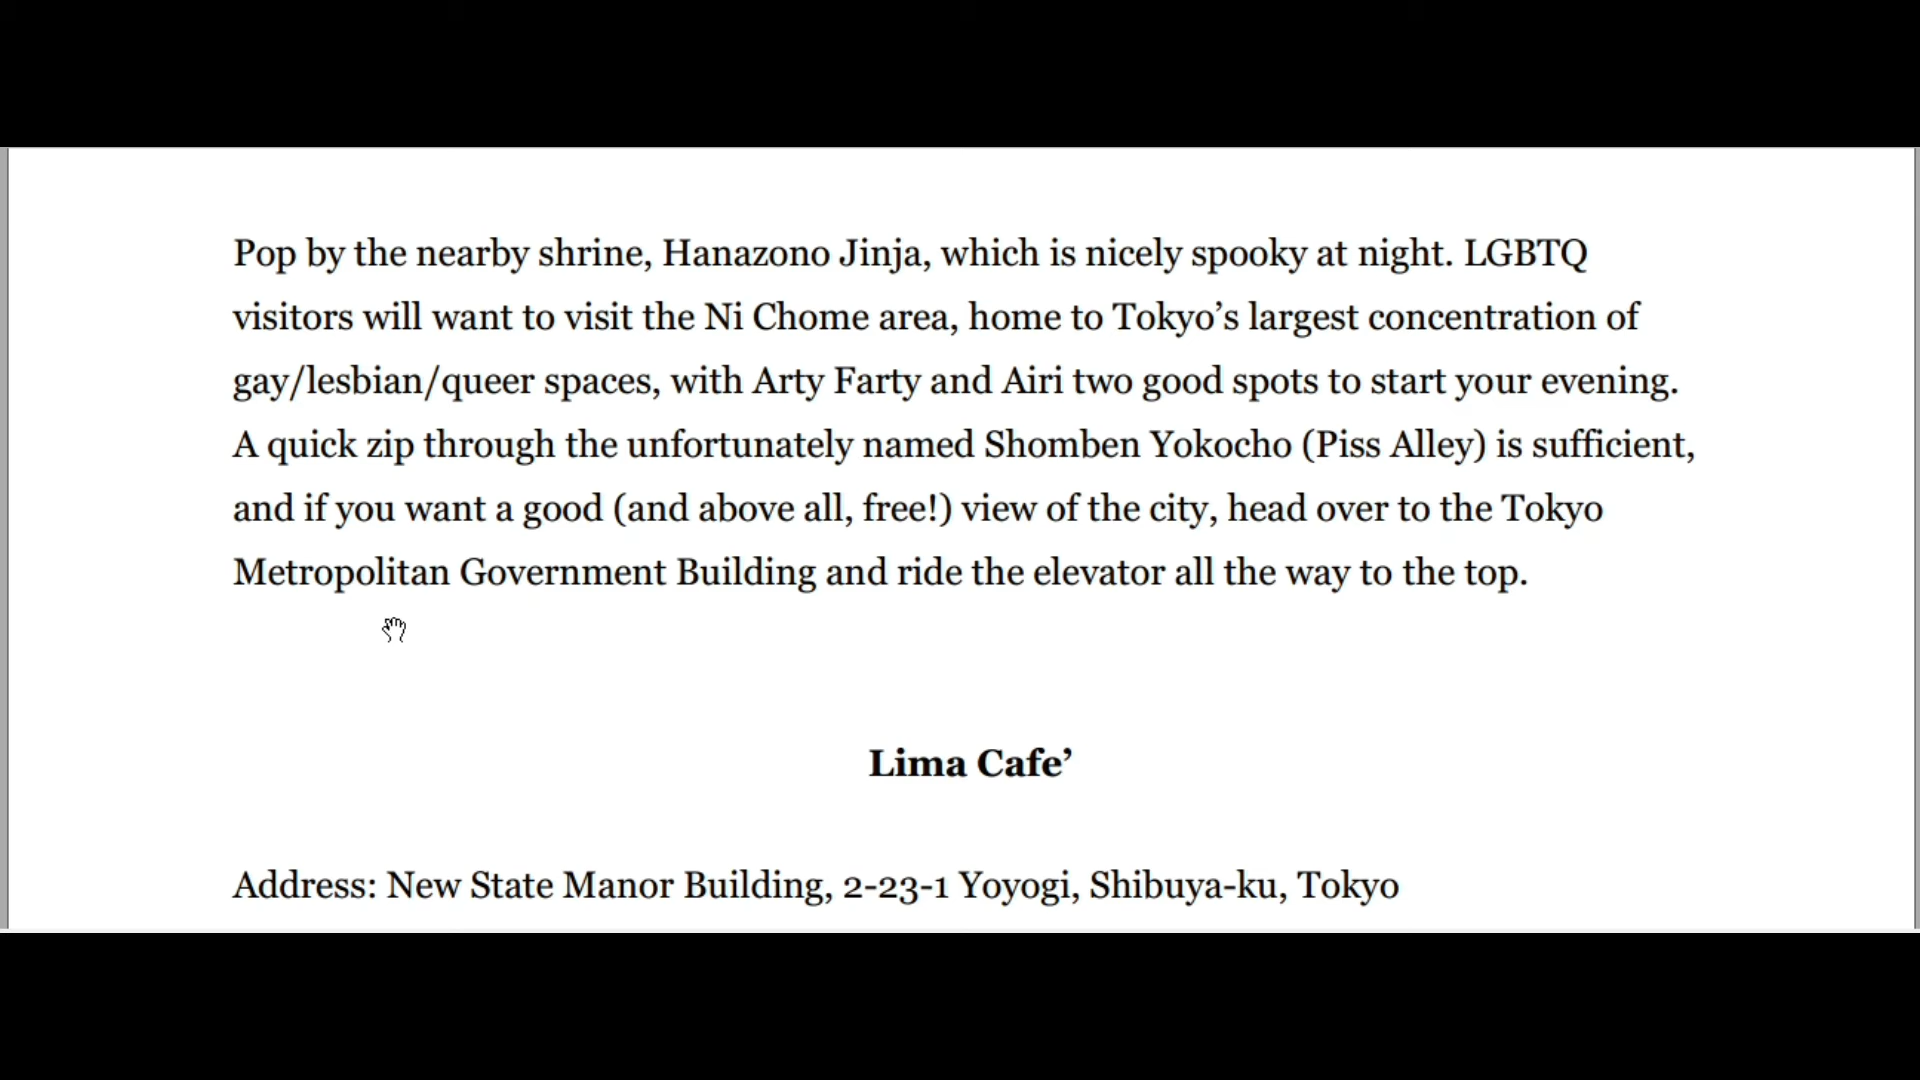 Pop by the nearby shrine, Hanazono Jinja, which is nicely spooky at night. LGBTQ
visitors will want to visit the Ni Chome area, home to Tokyo’s largest concentration of
gay/lesbian/queer spaces, with Arty Farty and Airi two good spots to start your evening.
A quick zip through the unfortunately named Shomben Yokocho (Piss Alley) is sufficient,
and if you want a good (and above all, free!) view of the city, head over to the Tokyo
Metropolitan Government Building and ride the elevator all the way to the top.
Lima Cafe’
Address: New State Manor Building, 2-23-1 Yoyogi, Shibuya-ku, Tokyo